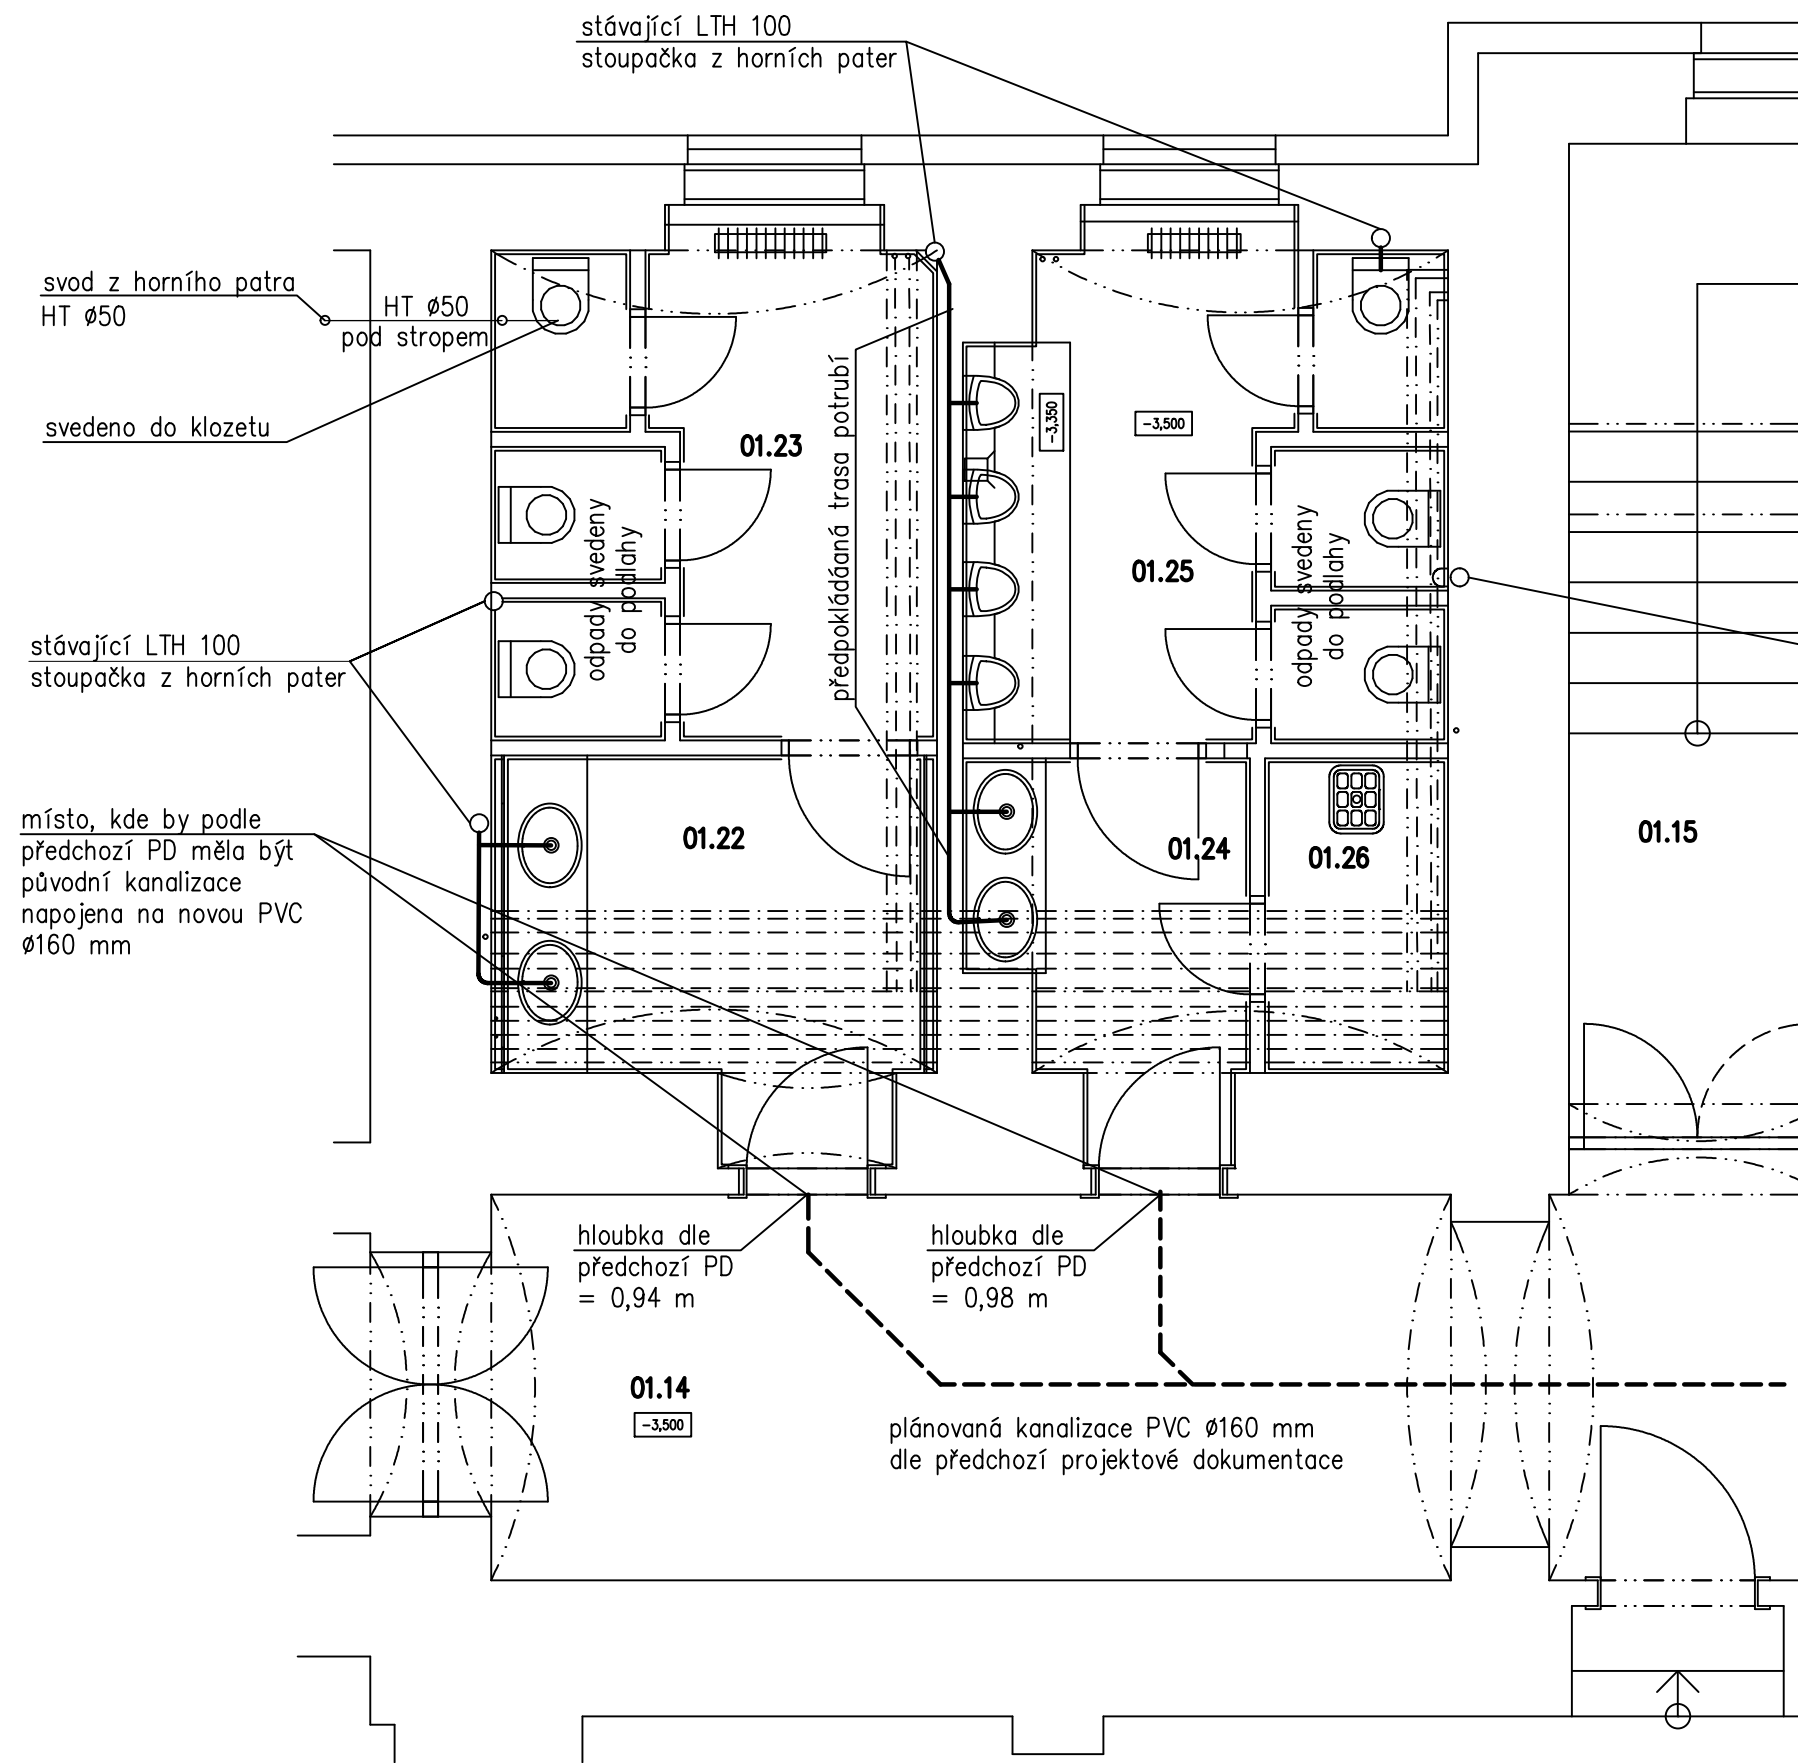 stávající LTH 100
stoupačka z horních pater
svod z horního patra
HT ø50
HT ø50
pod stropem
svedeno do klozetu
01.23
předpokládáná trasa potrubí
-3,350
-3,500
01.25
odpady svedeny
do podlahy
odpady svedeny
do podlahy
stávající LTH 100
stoupačka z horních pater
místo, kde by podle
předchozí PD měla být
původní kanalizace
napojena na novou PVC
ø160 mm
01.22
01.24
01.26
01.15
hloubka dle
předchozí PD
= 0,94 m
hloubka dle
předchozí PD
= 0,98 m
01.14
-3,500
plánovaná kanalizace PVC ø160 mm
dle předchozí projektové dokumentace